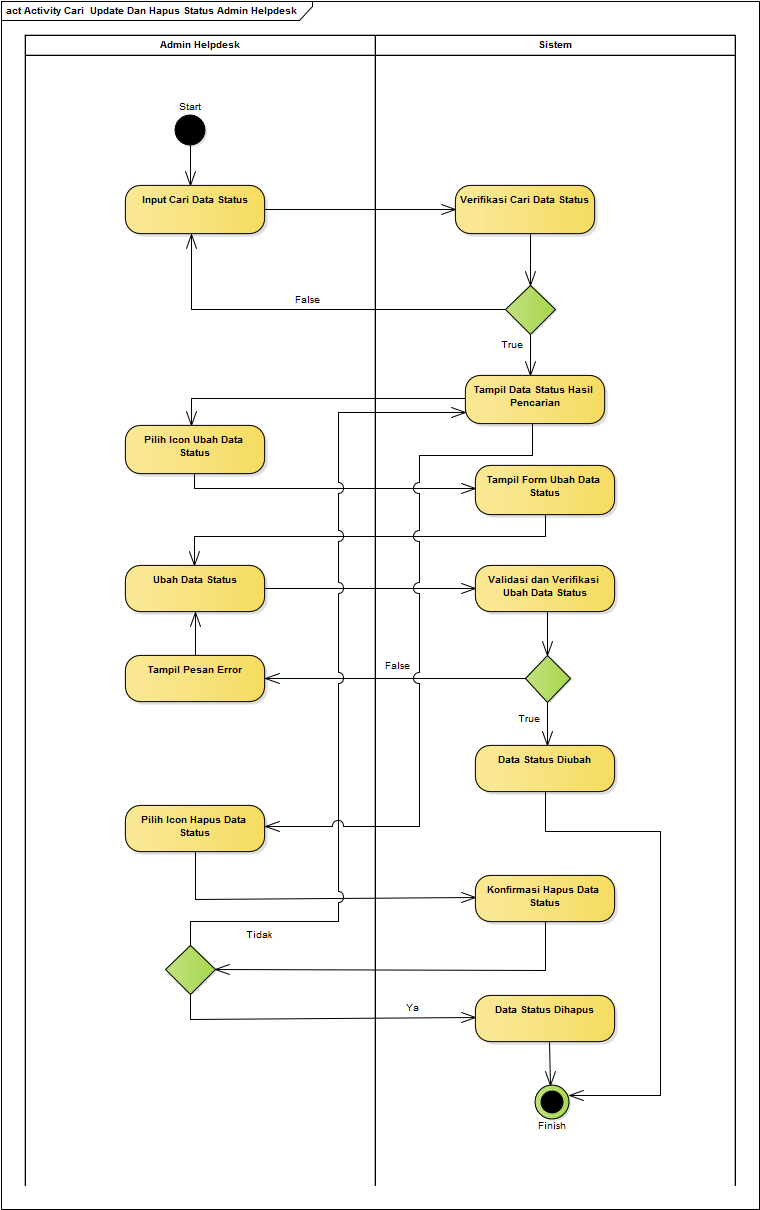 act Activity Cari  Update Dan Hapus Status Admin Helpdesk
Admin Helpdesk
Sistem
Start
Input Cari Data Status
Verifikasi Cari Data Status
False
True
Tampil Data Status Hasil
Pencarian
Pilih Icon Ubah Data
Status
Tampil Form Ubah Data
Status
Ubah Data Status
Validasi dan Verifikasi
Ubah Data Status
Tampil Pesan Error
False
True
Data Status Diubah
Pilih Icon Hapus Data
Status
Konfirmasi Hapus Data
Status
Tidak
Ya
Data Status Dihapus
Finish